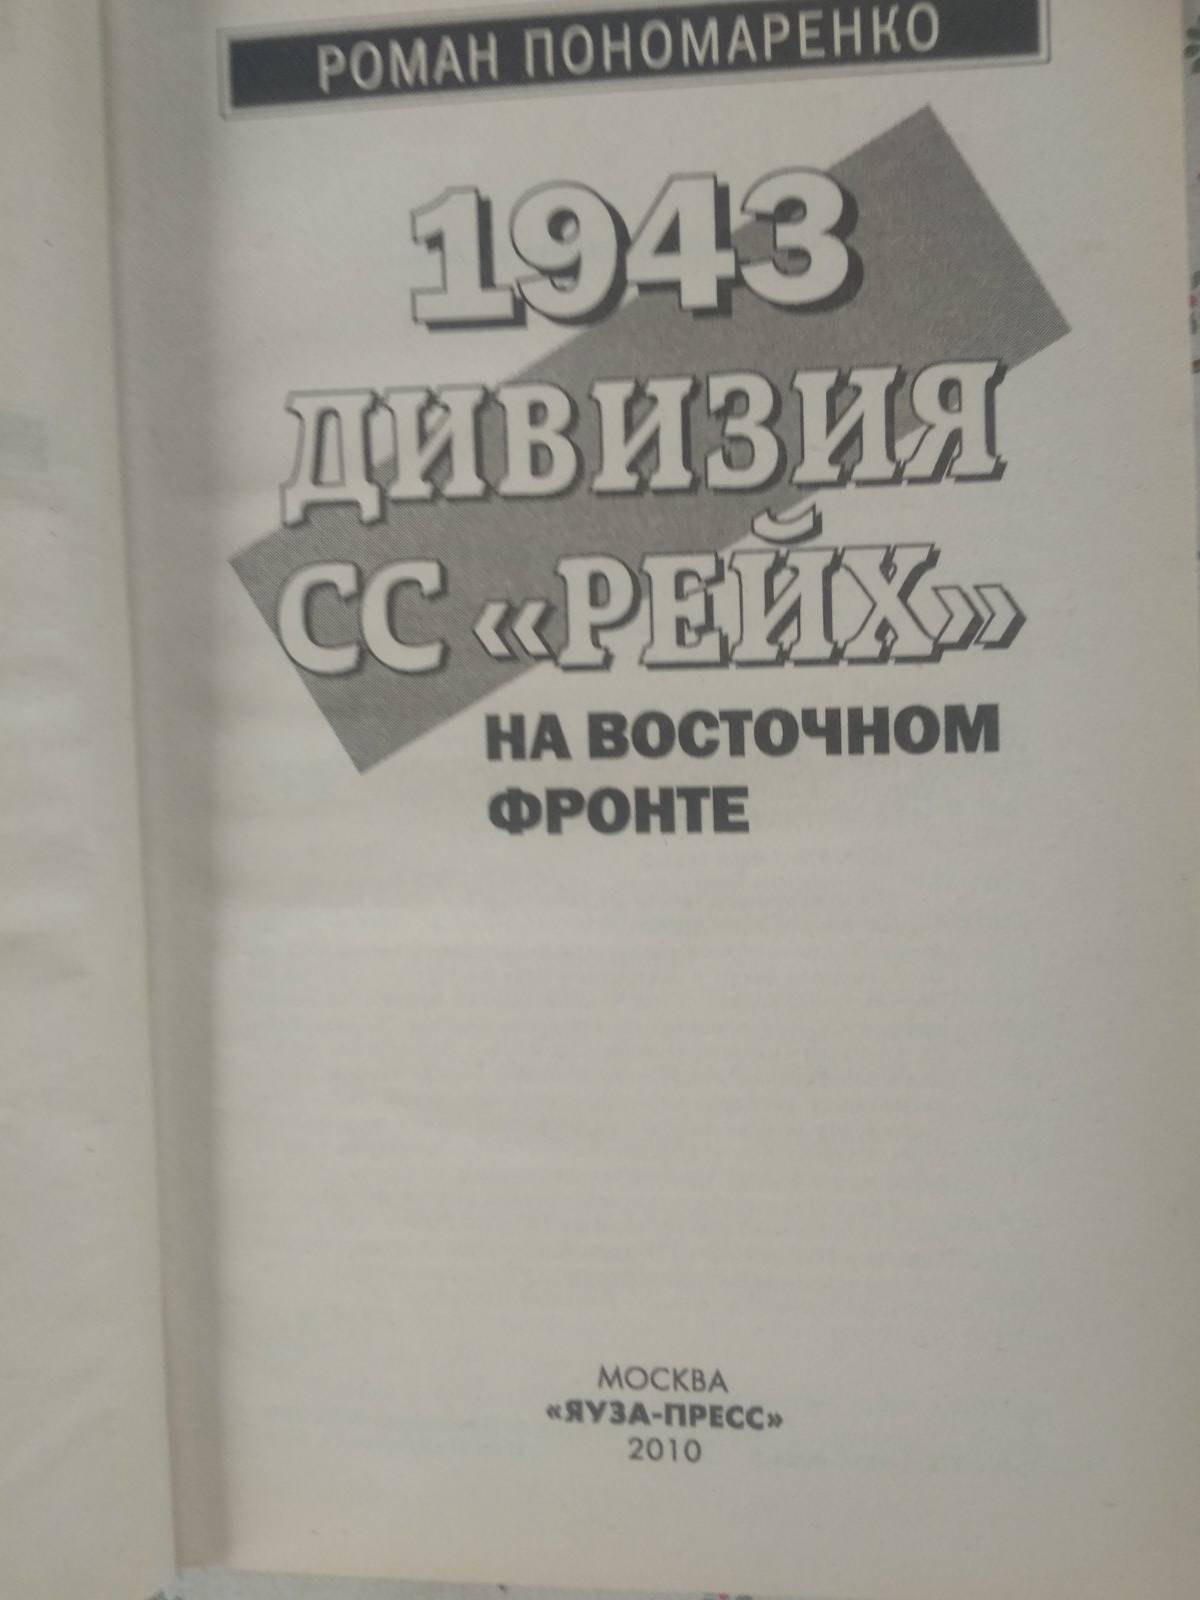 РОМАН ПОНОМАРЕНКО
1943
ДИВИЗИЯ
СС «РЕЙХ»
НА ВОСТОЧНОМ
ФРОНТЕ
МОСКВА
«ЯУЗА-ПРЕСС»
2010